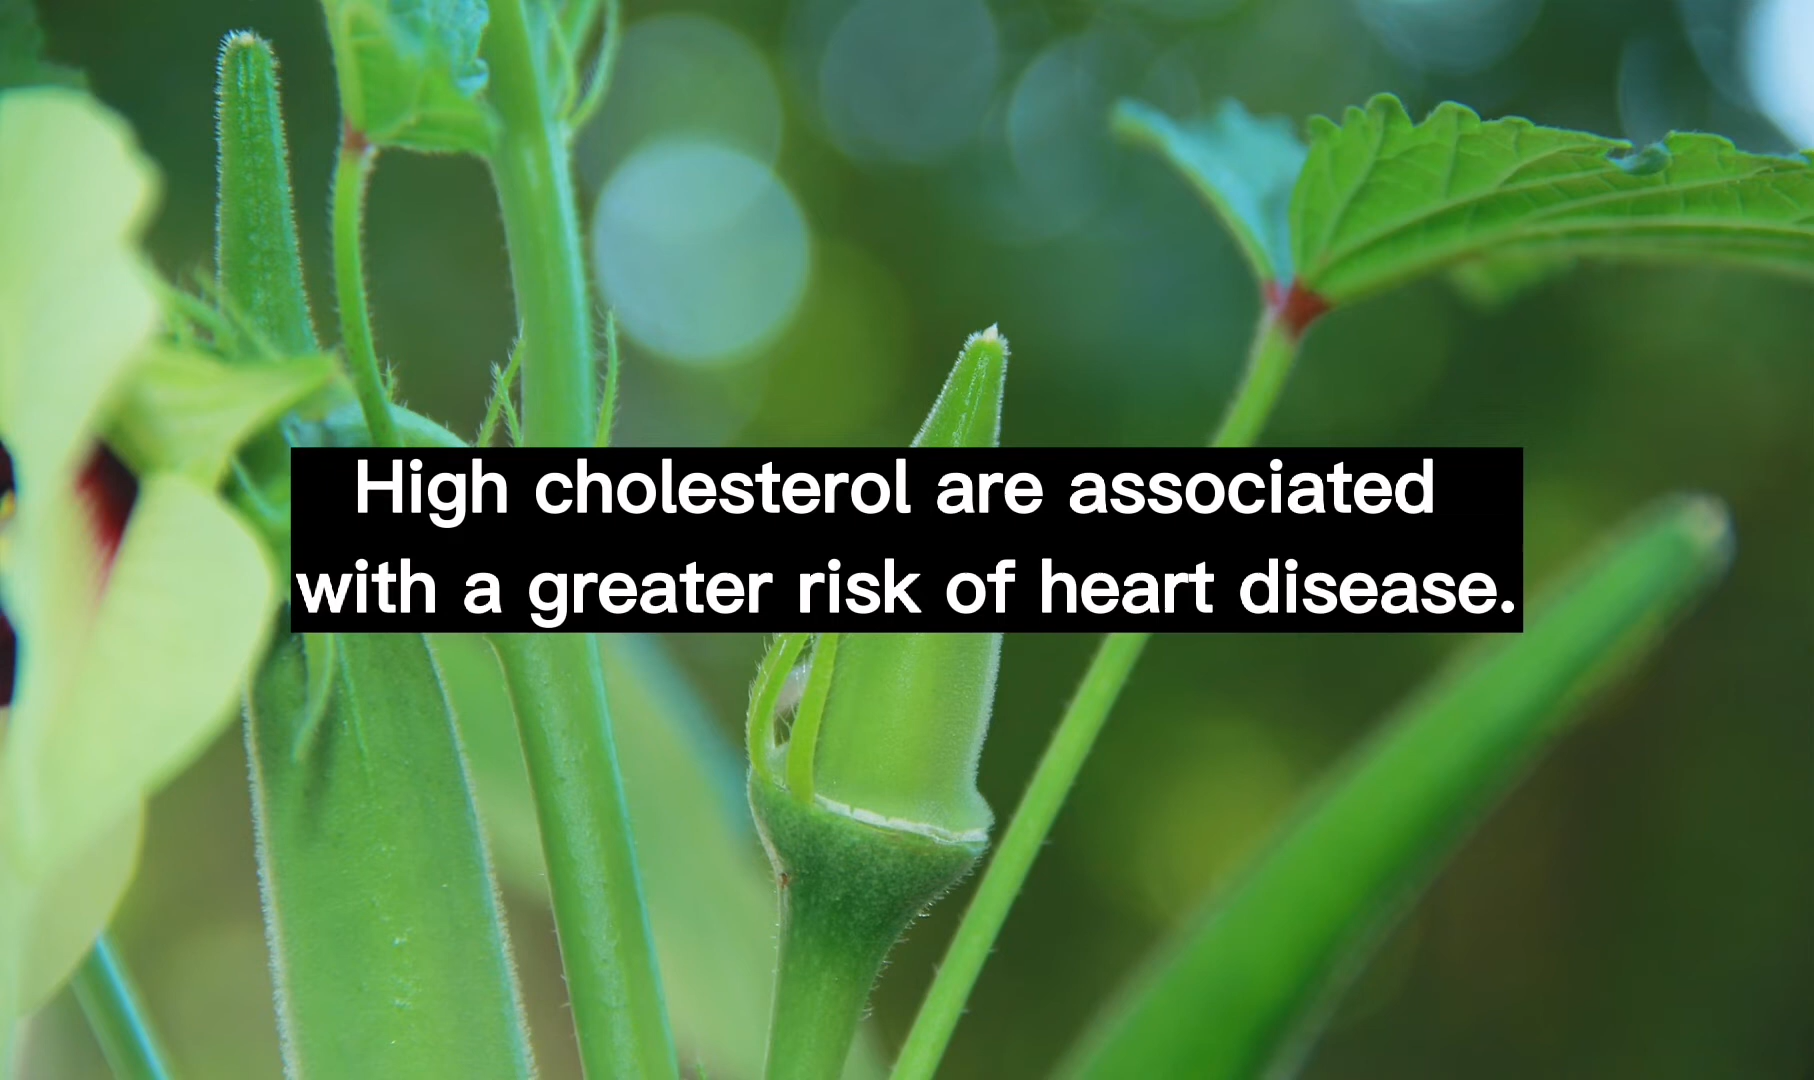 High cholesterol are associated
with a greater risk of heart disease.